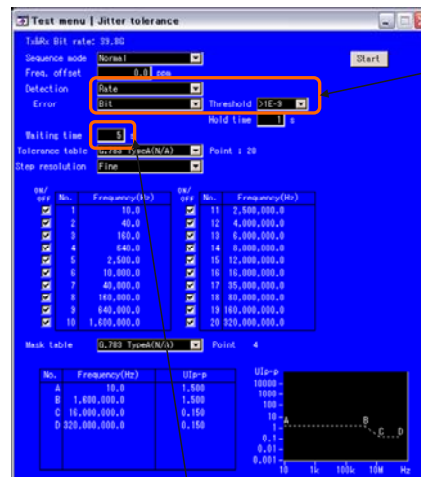 Test menu | Jitter tolerance
Tx&Rx Bit rate: 39.8G
Sequence mode Normal Start
Freq. offset 0.0 ppm
Detection Rate
Error Bit Threshold >1E-3
Hold time 1 s
Waiting time 5 s
Tolerance table G.783 TypeA(N/A) Point : 20
Step resolution Fine
ON/OFF No. Frequency(Hz) ON/OFF No. Frequency(Hz)
1 10.0 11 2,500,000.0
2 40.0 12 4,000,000.0
3 160.0 13 6,000,000.0
4 640.0 14 8,000,000.0
5 2,500.0 15 12,000,000.0
6 10,000.0 16 16,000,000.0
7 40,000.0 17 35,000,000.0
8 160,000.0 18 80,000,000.0
9 640,000.0 19 160,000,000.0
10 1,600,000.0 20 320,000,000.0
Mask table G.783 TypeA(N/A) Point 4
No. Frequency(Hz) UIp-p
A 10.0 1.500
B 1,600,000.0 1.500
C 16,000,000.0 0.150
D 320,000,000.0 0.150
UIp-p
10000
1000
100
10
1
0.1
0.01
0.001
A B C D
10 1k 100k 10M Hz